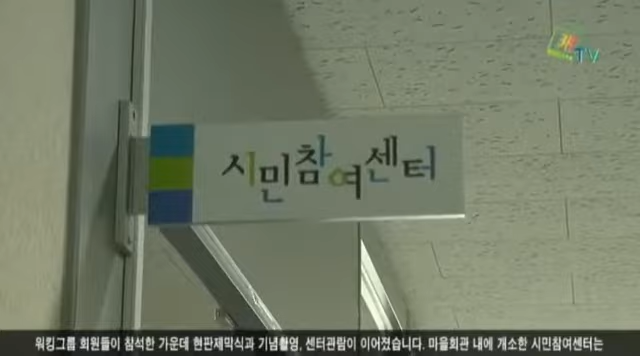 TV
시민참여센터
워킹그룹 회원들이 참석한 가운데 현판제막식과 기념촬영, 센터관람이 이어졌습니다. 마을회관 내에 개소한 시민참여센터는